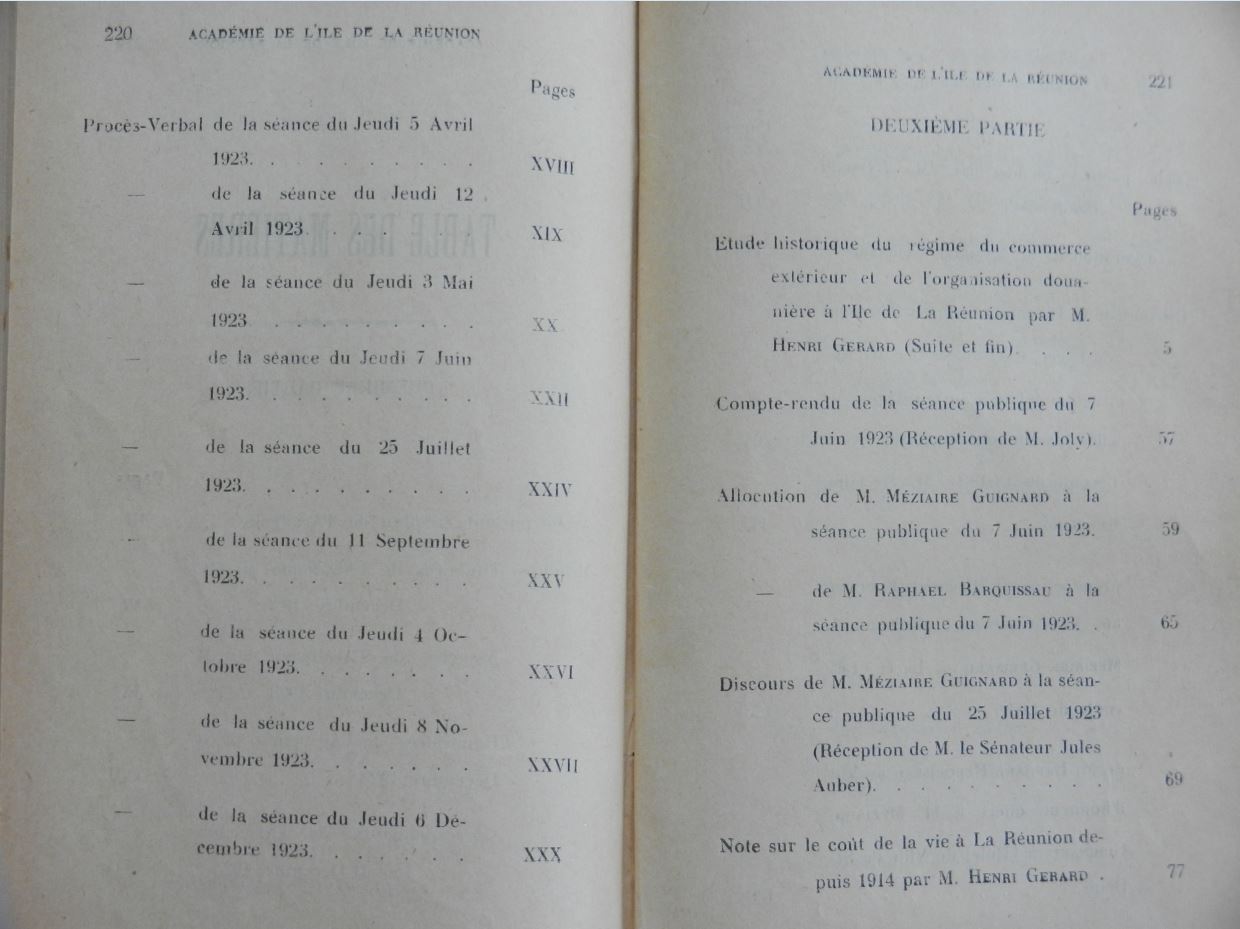 220 ACADÉMIE DE L'ILE DE LA RÉUNION
Pages
Procès-Verbal de la séance du Jeudi 5 Avril
1923. . . . . . . . . . XVIII
— de la séance du Jeudi 12
Avril 1923. . . . . XIX
— de la séance du Jeudi 3 Mai
1923 . . . . . . . . . XX
— de la séance du Jeudi 7 Juin
1923. . . . . . . . . . XXII
— de la séance du 25 Juillet
1923. . . . . . . . . . XXIV
— de la séance du 11 Septembre
1923. . . . . . . . . . XXV
— de la séance du Jeudi 4 Oc-
tobre 1923. . . . . . . XXVI
— de la séance du Jeudi 8 No-
vembre 1923. . . . . . . XXVII
— de la séance du Jeudi 6 Dé-
cembre 1923. . . . . . XXX
ACADÉMIE DE L'ILE DE LA RÉUNION 221
DEUXIÈME PARTIE
Pages
Etude historique du régime du commerce
extérieur et de l'organisation doua-
nière à l'Ile de La Réunion par M.
HENRI GERARD (Suite et fin) . . . 5
Compte-rendu de la séance publique du 7
Juin 1923 (Réception de M. Joly). 57
Allocution de M. MÉZIAIRE GUIGNARD à la
séance publique du 7 Juin 1923. 59
— de M. RAPHAEL BARQUISSAU à la
séance publique du 7 Juin 1923. . 65
Discours de M. MÉZIAIRE GUIGNARD à la séan-
ce publique du 25 Juillet 1923
(Réception de M. le Sénateur Jules
Auber). . . . . . . . . . 69
Note sur le coût de la vie à La Réunion de-
puis 1914 par M. HENRI GERARD . 77